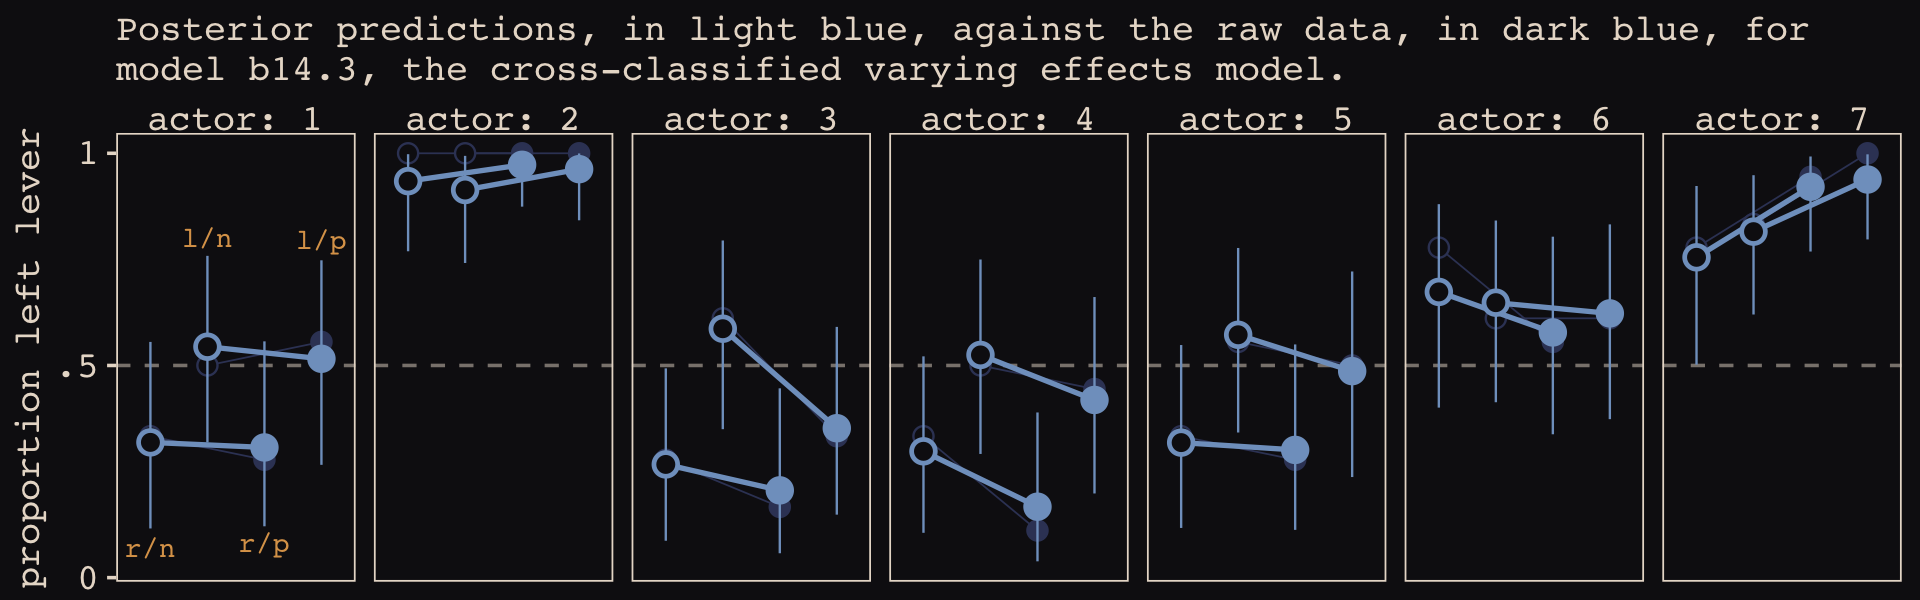 Posterior predictions, in light blue, against the raw data, in dark blue, for
model b14.3, the cross-classified varying effects model.
actor: 1
actor: 2
actor: 3
actor: 4
actor: 5
actor: 6
actor: 7
proportion left lever
1
.5
0
l/n
l/p
r/n
r/p